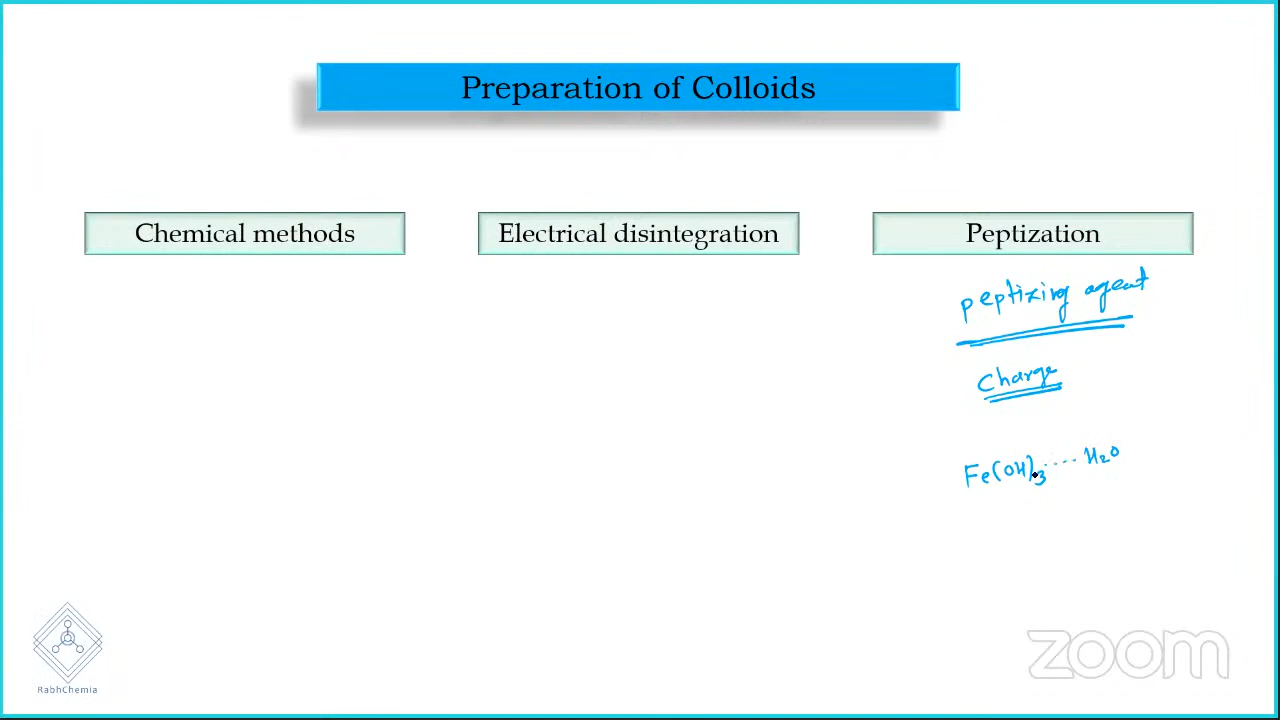 Preparation of Colloids
Chemical methods
Electrical disintegration
Peptization
peptizing agent
Charge
Fe(OH)3 ···· H2O
RabhChemia
zoom